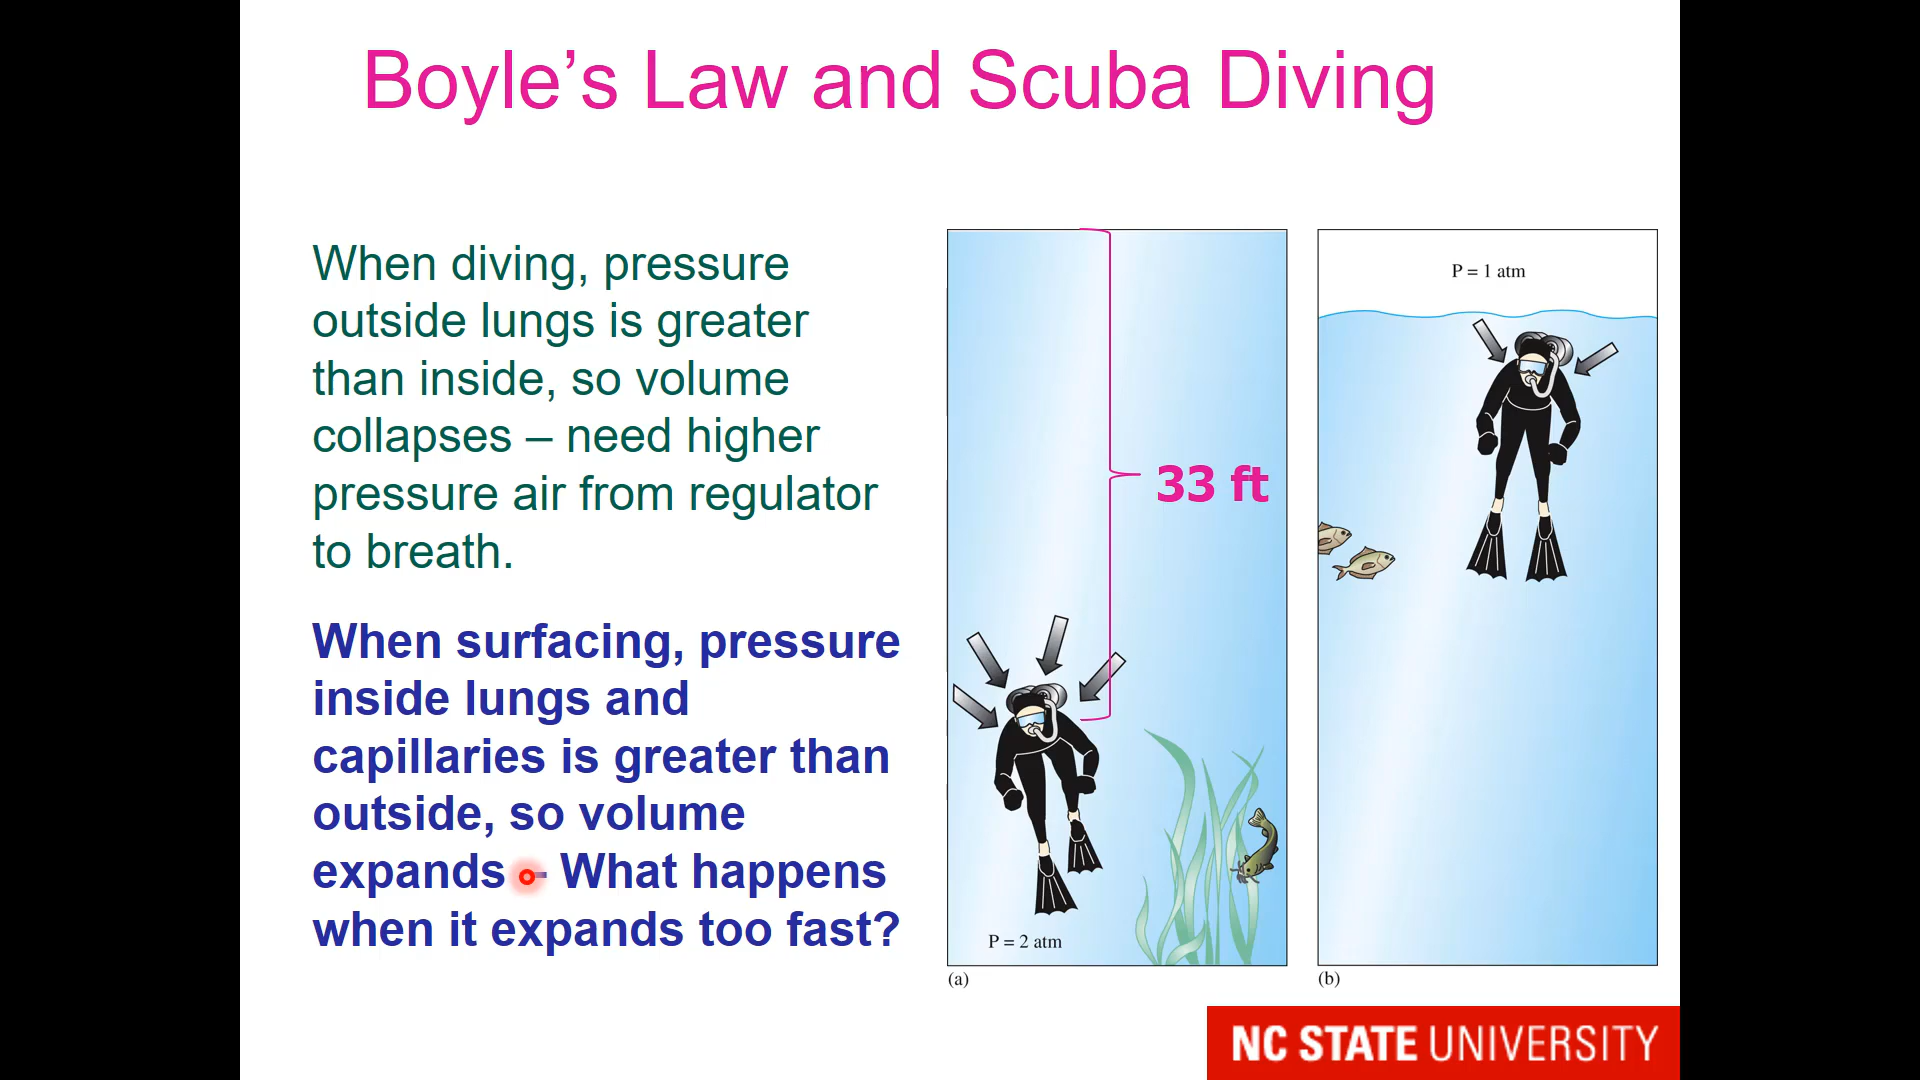 Boyle’s Law and Scuba Diving
When diving, pressure
outside lungs is greater
than inside, so volume
collapses – need higher
pressure air from regulator
to breath.
When surfacing, pressure
inside lungs and
capillaries is greater than
outside, so volume
expands – What happens
when it expands too fast?
33 ft
P = 2 atm
(a)
P = 1 atm
(b)
NC STATE UNIVERSITY